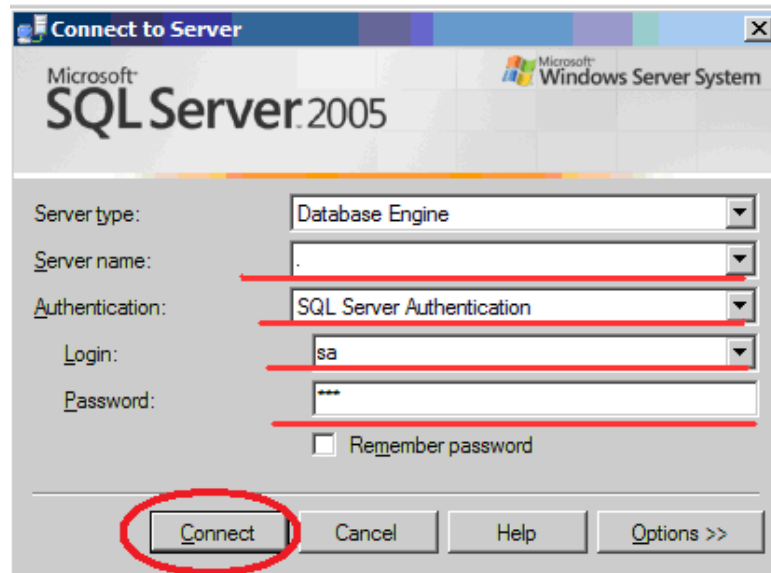 Connect to Server
Microsoft
SQL Server 2005
Microsoft
Windows Server System
Server type: Database Engine
Server name: .
Authentication: SQL Server Authentication
Login: sa
Password: ***
Remember password
Connect Cancel Help Options >>